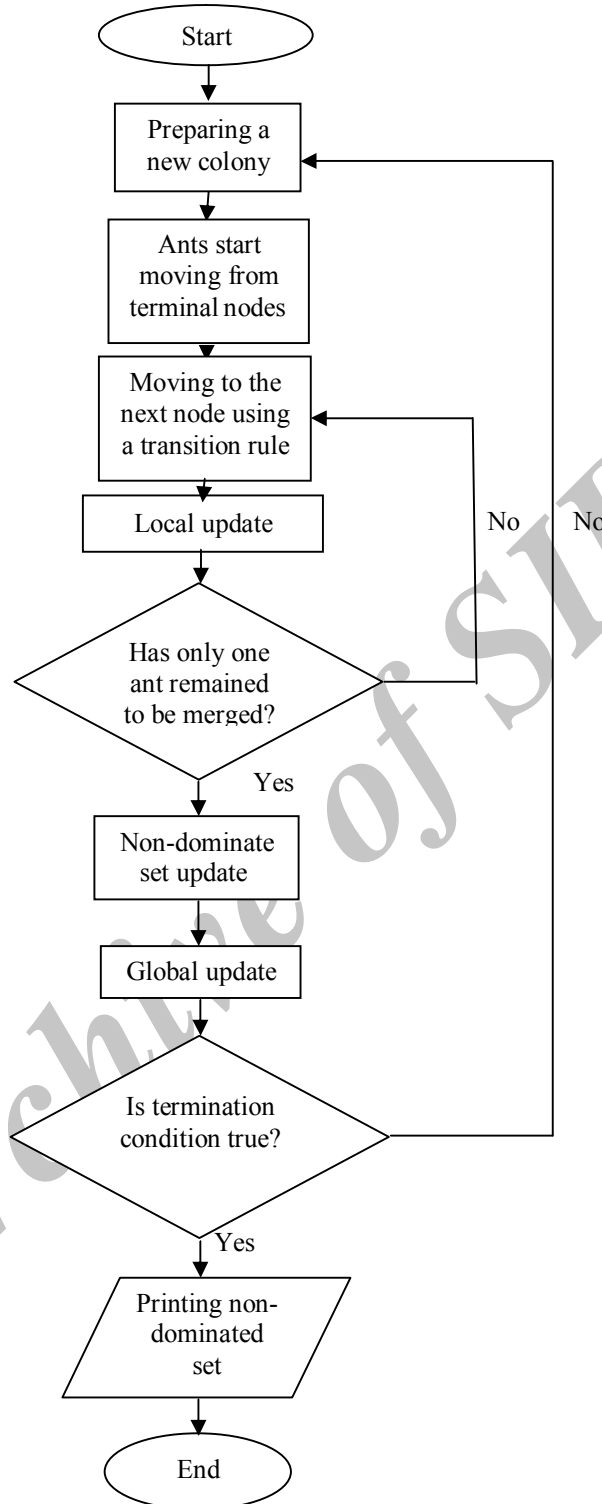 Start
Preparing a
new colony
Ants start
moving from
terminal nodes
Moving to the
next node using
a transition rule
Local update
No
No
Has only one
ant remained
to be merged?
Yes
Non-dominate
set update
Global update
Is termination
condition true?
Yes
Printing non-
dominated
set
End